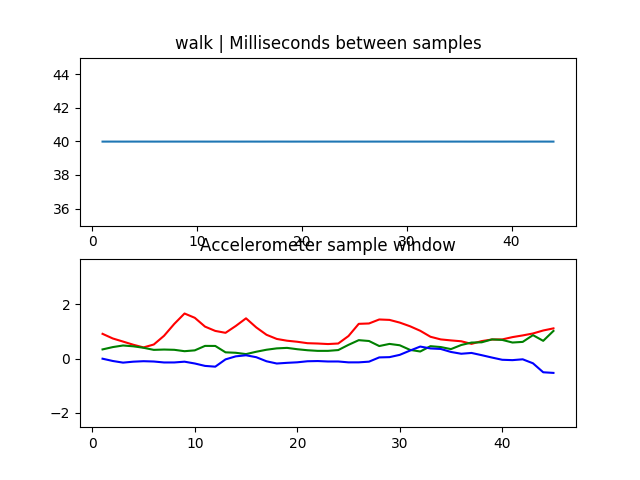 walk | Milliseconds between samples
44
42
40
38
36
0 10 20 30 40
Accelerometer sample window
2
0
−2
0 10 20 30 40